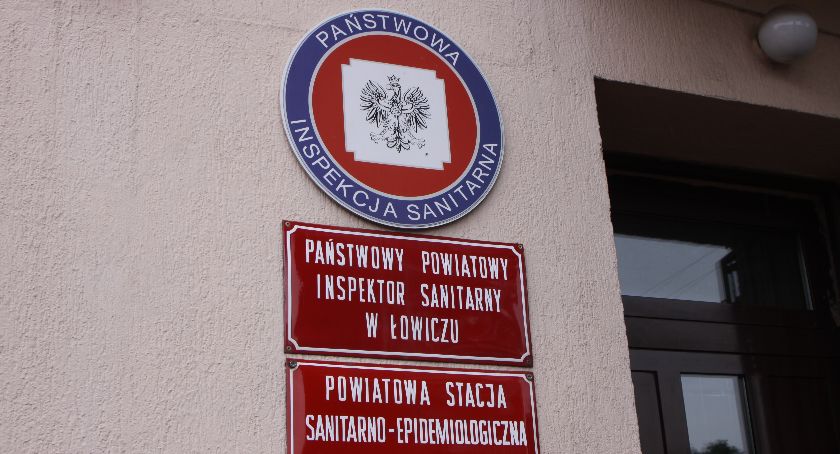 PAŃSTWOWA
INSPEKCJA SANITARNA
PAŃSTWOWY POWIATOWY
INSPEKTOR SANITARNY
W ŁOWICZU
POWIATOWA STACJA
SANITARNO-EPIDEMIOLOGICZNA